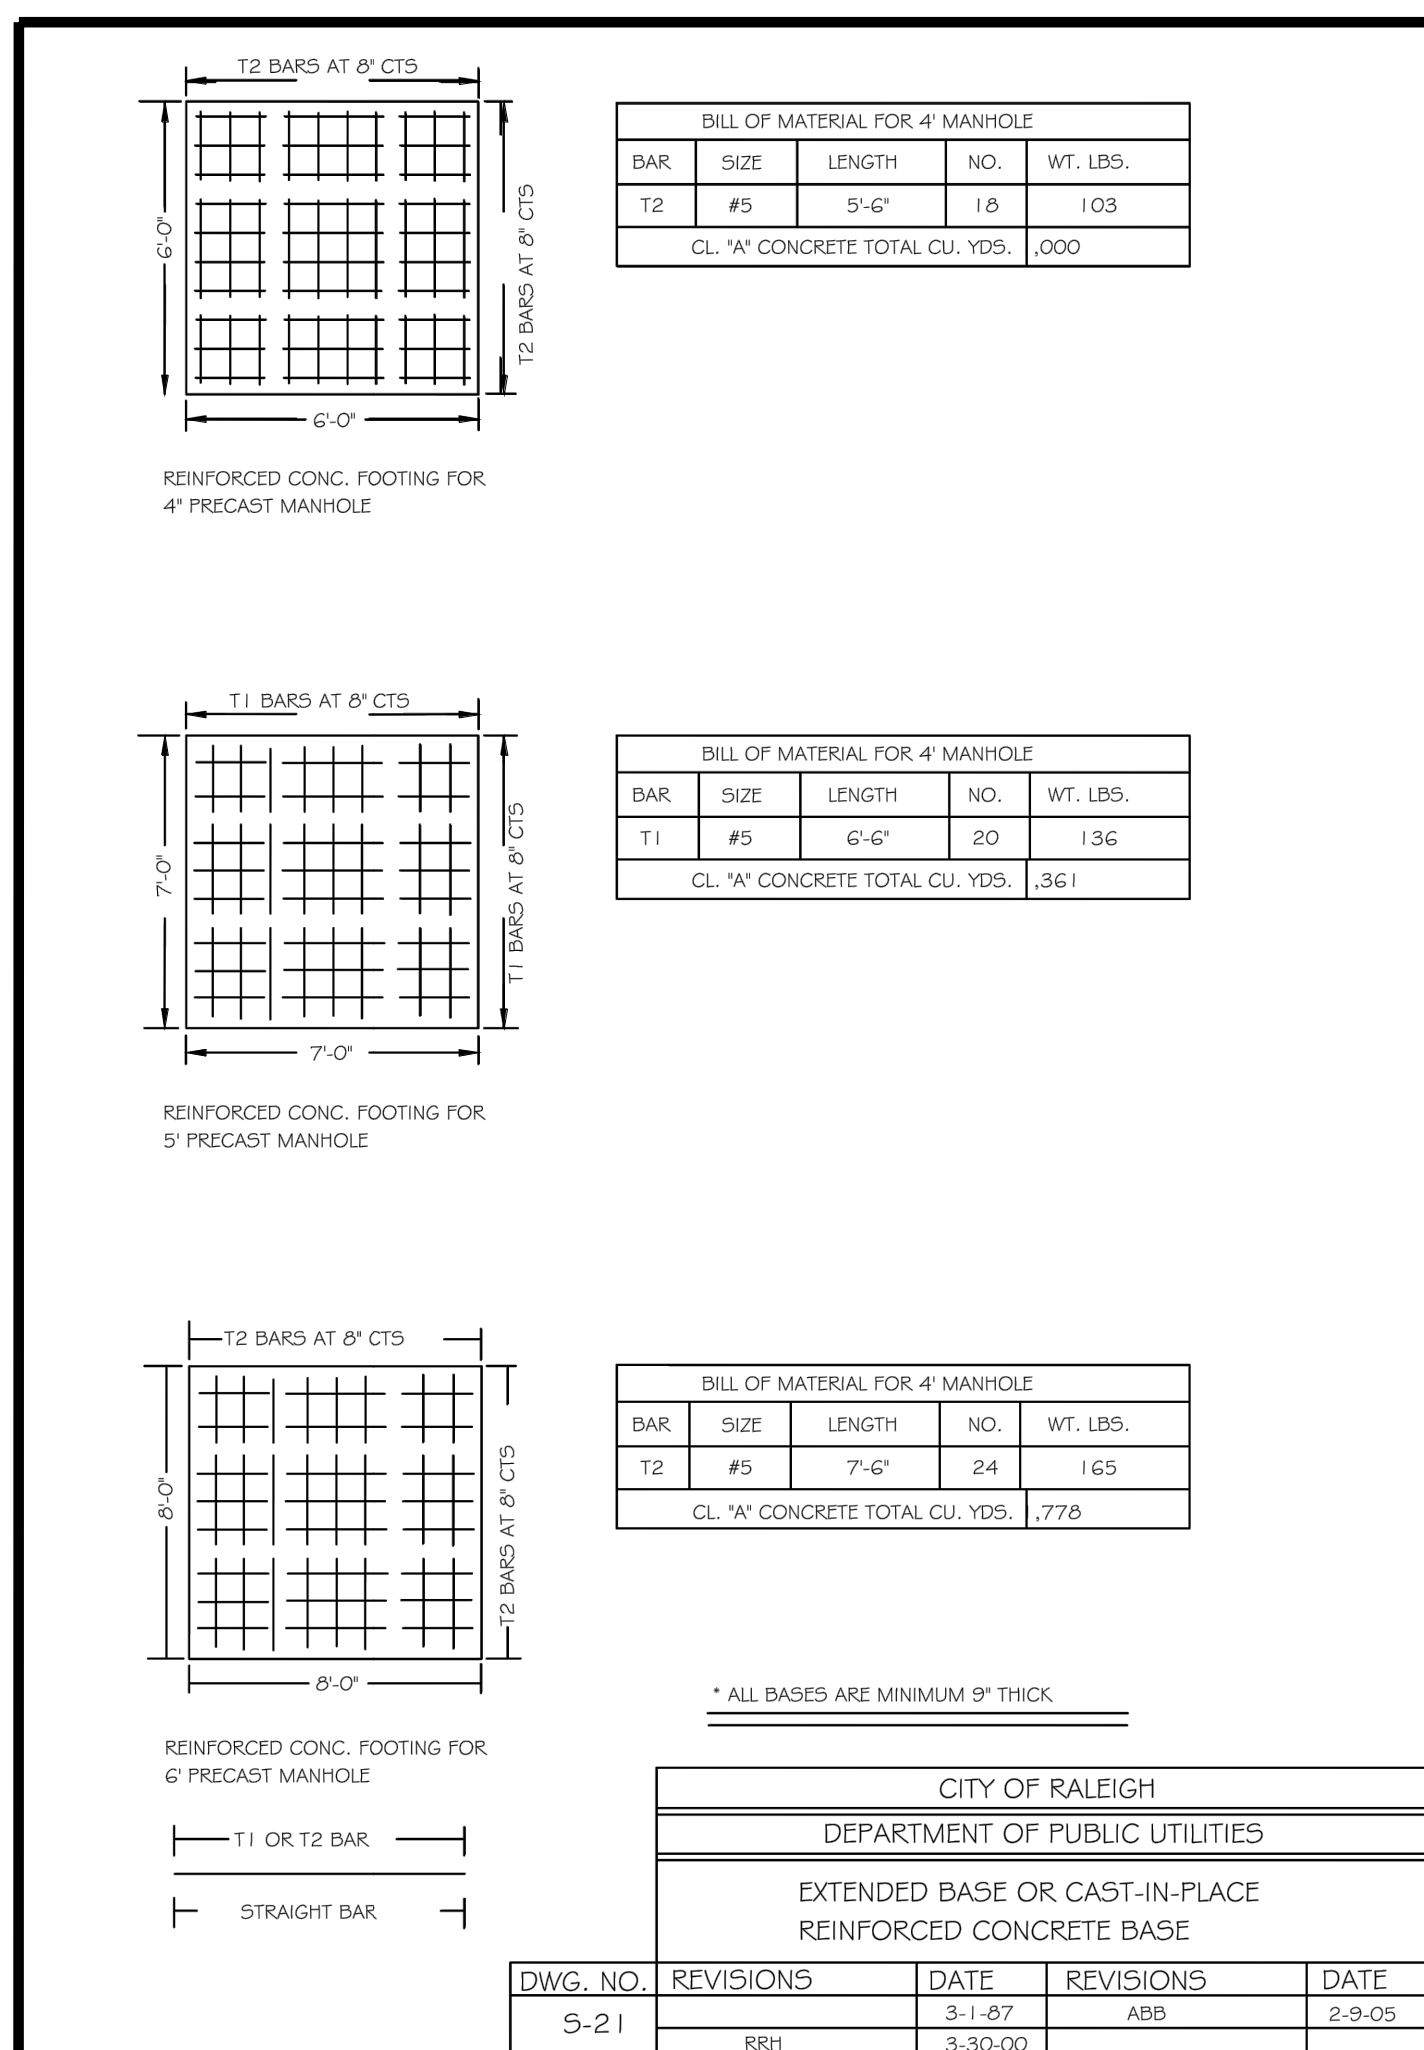 T2 BARS AT 8" CTS
6'-0"
T2 BARS AT 8" CTS
6'-0"
REINFORCED CONC. FOOTING FOR
4" PRECAST MANHOLE
BILL OF MATERIAL FOR 4' MANHOLE
BAR SIZE LENGTH NO. WT. LBS.
T2 #5 5'-6" 18 103
CL. "A" CONCRETE TOTAL CU. YDS. ,000
T1 BARS AT 8" CTS
7'-0"
T1 BARS AT 8" CTS
7'-0"
REINFORCED CONC. FOOTING FOR
5' PRECAST MANHOLE
BILL OF MATERIAL FOR 4' MANHOLE
BAR SIZE LENGTH NO. WT. LBS.
T1 #5 6'-6" 20 136
CL. "A" CONCRETE TOTAL CU. YDS. ,361
T2 BARS AT 8" CTS
8'-0"
T2 BARS AT 8" CTS
8'-0"
REINFORCED CONC. FOOTING FOR
6' PRECAST MANHOLE
BILL OF MATERIAL FOR 4' MANHOLE
BAR SIZE LENGTH NO. WT. LBS.
T2 #5 7'-6" 24 165
CL. "A" CONCRETE TOTAL CU. YDS. ,778
* ALL BASES ARE MINIMUM 9" THICK
T1 OR T2 BAR
STRAIGHT BAR
CITY OF RALEIGH
DEPARTMENT OF PUBLIC UTILITIES
EXTENDED BASE OR CAST-IN-PLACE
REINFORCED CONCRETE BASE
DWG. NO. REVISIONS DATE REVISIONS DATE
S-21 3-1-87 ABB 2-9-05
RRH 3-30-00